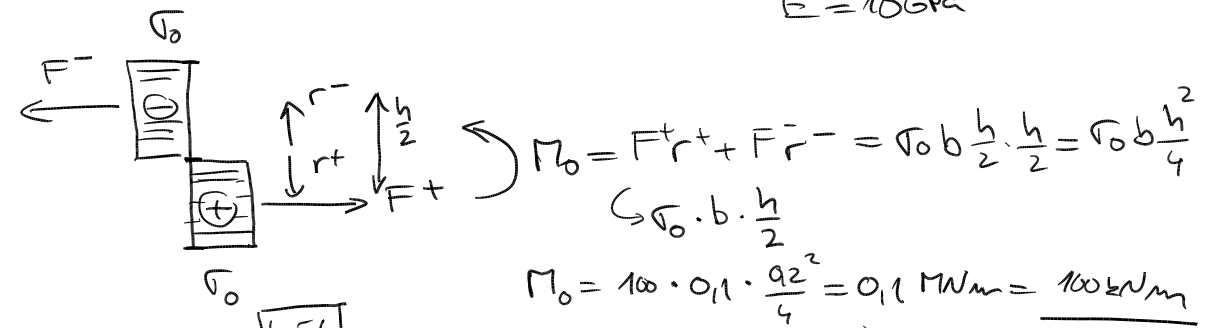 E = 10GPa
σ₀
F⁻
⊖
r⁻
h/2
r⁺
F⁺
⊕
σ₀
M₀ = F⁺r⁺ + F⁻r⁻ = σ₀ b h/2 · h/2 = σ₀ b h²/4
↳ σ₀ · b · h/2
M₀ = 100 · 0,1 · 0,2²/4 = 0,1 MNm = 100kNm